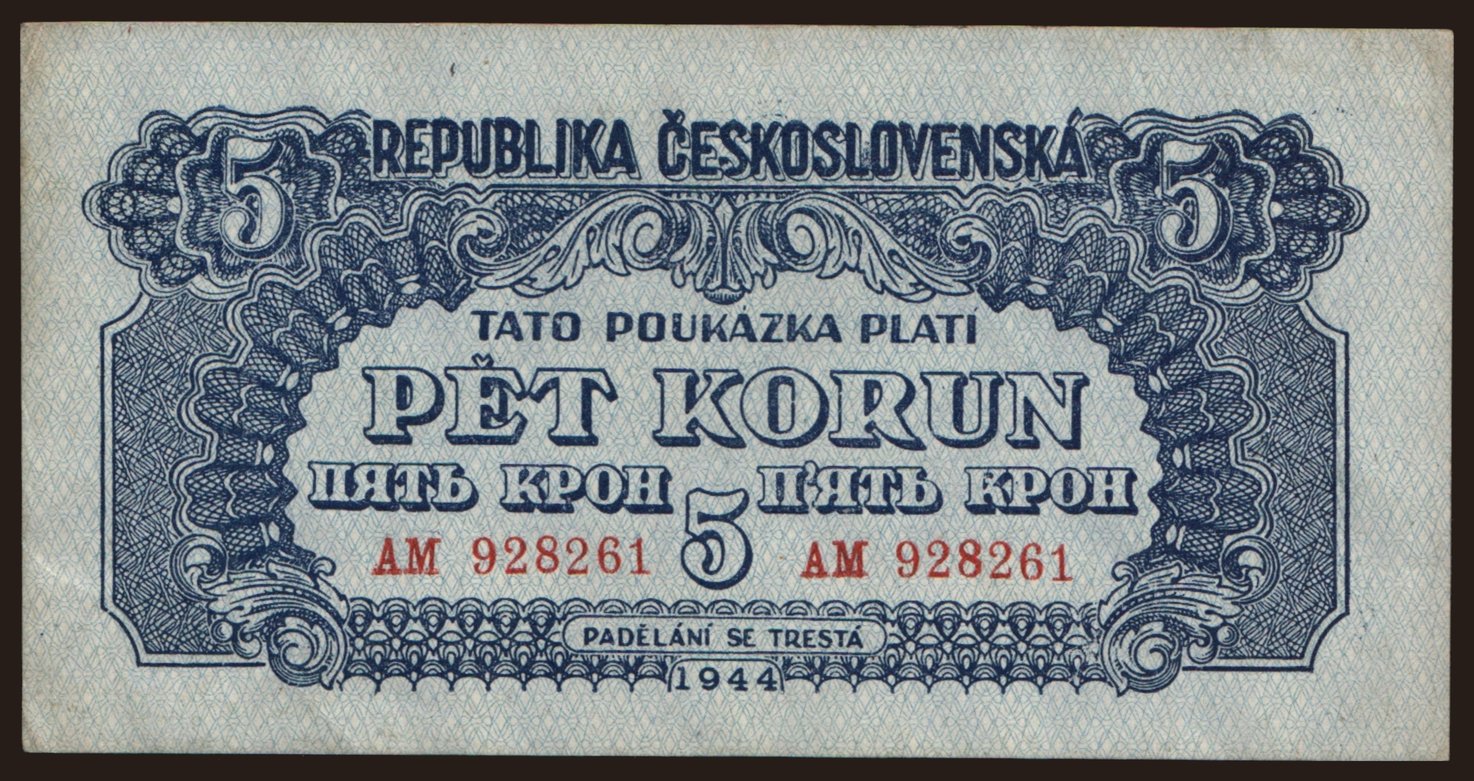 REPUBLIKA ČESKOSLOVENSKÁ
5 5
TATO POUKÁZKA PLATÍ
PĚT KORUN
ПЯТЬ КРОН П'ЯТЬ КРОН
5
AM 928261 AM 928261
PADĚLÁNÍ SE TRESTÁ
1944